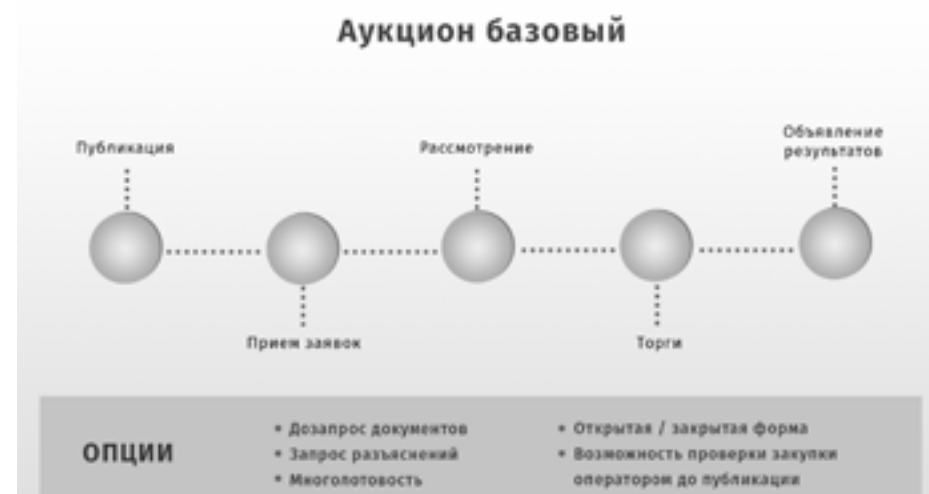 Аукцион базовый
Публикация
Рассмотрение
Объявление
результатов
Прием заявок
Торги
ОПЦИИ
• Дозапрос документов
• Запрос разъяснений
• Многолотовость
• Открытая / закрытая форма
• Возможность проверки закупки
оператором до публикации